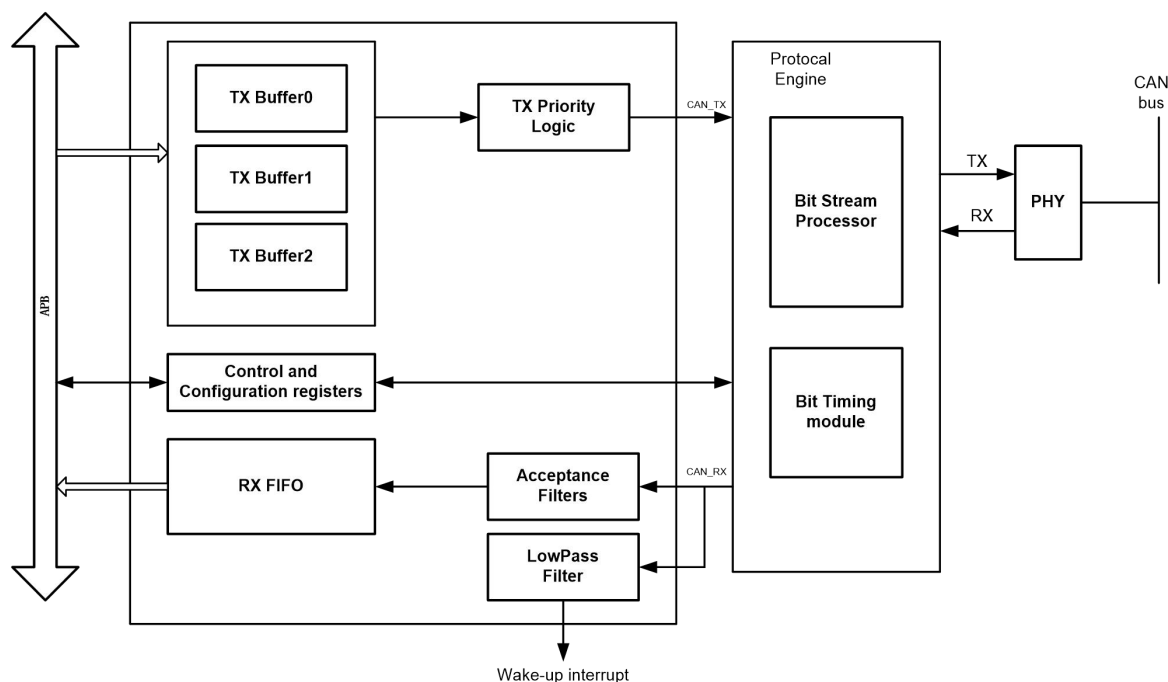 APB
TX Buffer0
TX Buffer1
TX Buffer2
TX Priority
Logic
CAN_TX
Protocal
Engine
Bit Stream
Processor
Bit Timing
module
TX
RX
PHY
CAN
bus
Control and
Configuration registers
RX FIFO
Acceptance
Filters
CAN_RX
LowPass
Filter
Wake-up interrupt